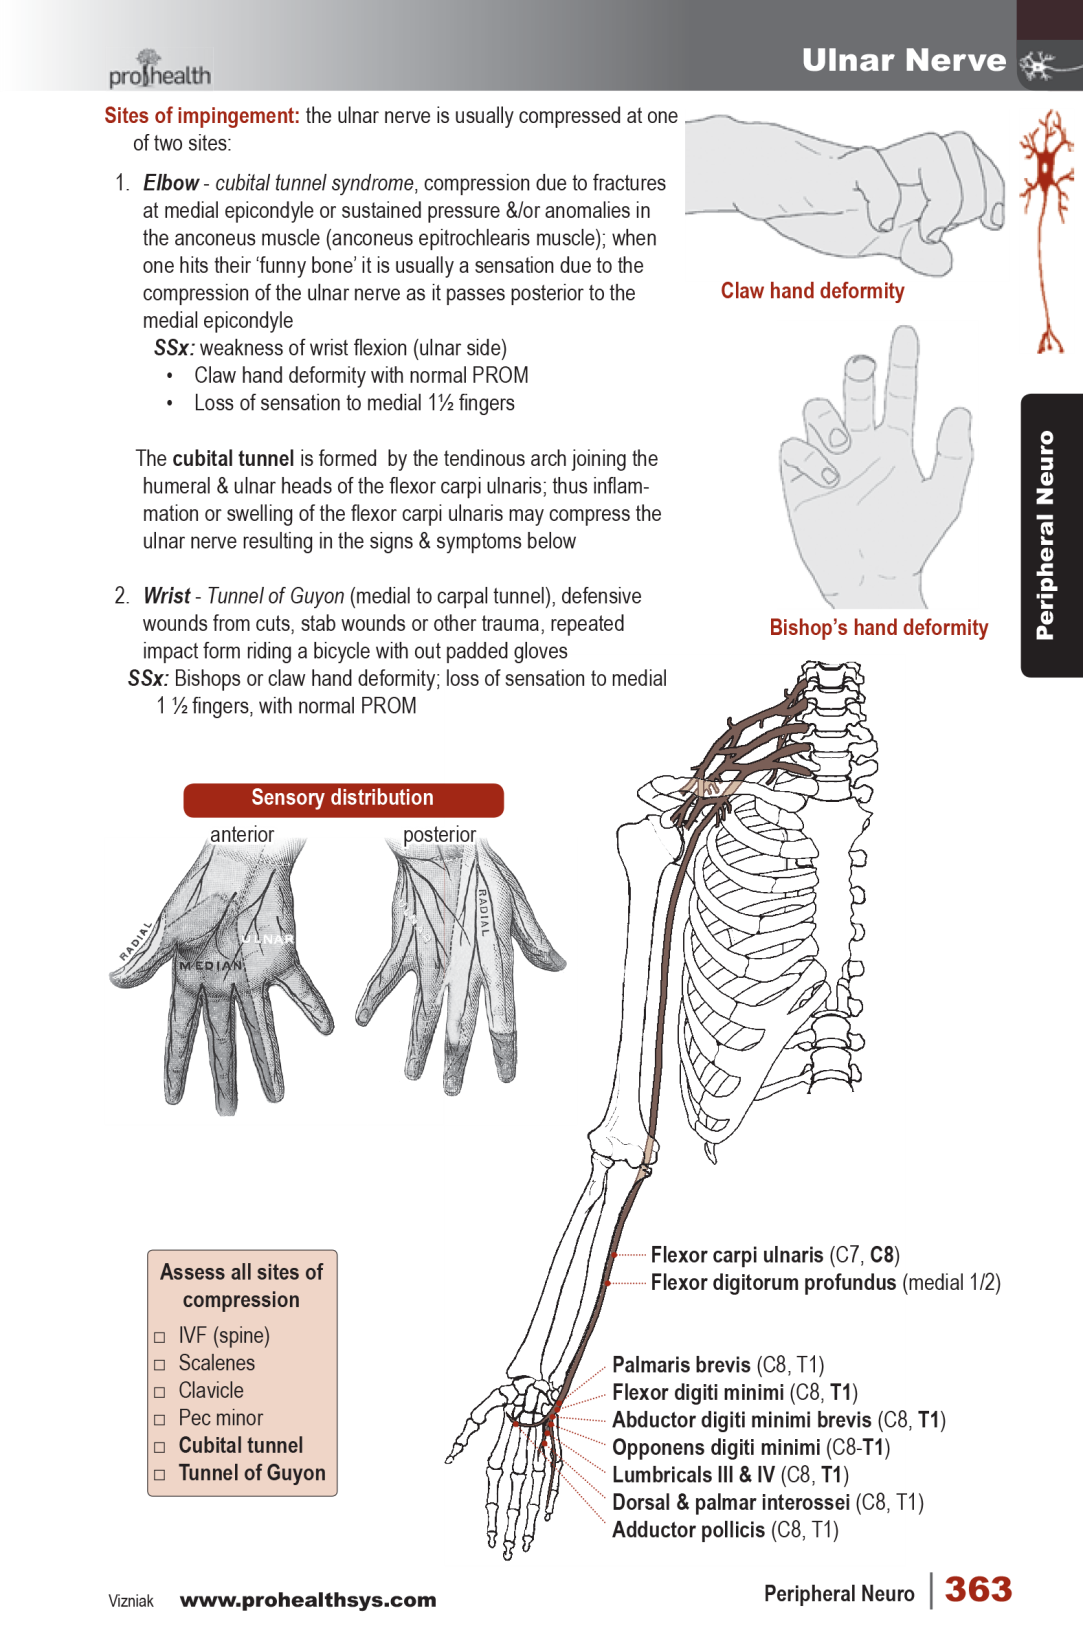 prohealth
Ulnar Nerve
Sites of impingement: the ulnar nerve is usually compressed at one
of two sites:
1. Elbow - cubital tunnel syndrome, compression due to fractures
at medial epicondyle or sustained pressure &/or anomalies in
the anconeus muscle (anconeus epitrochlearis muscle); when
one hits their ‘funny bone’ it is usually a sensation due to the
compression of the ulnar nerve as it passes posterior to the
medial epicondyle
SSx: weakness of wrist flexion (ulnar side)
• Claw hand deformity with normal PROM
• Loss of sensation to medial 1½ fingers
The cubital tunnel is formed by the tendinous arch joining the
humeral & ulnar heads of the flexor carpi ulnaris; thus inflam-
mation or swelling of the flexor carpi ulnaris may compress the
ulnar nerve resulting in the signs & symptoms below
2. Wrist - Tunnel of Guyon (medial to carpal tunnel), defensive
wounds from cuts, stab wounds or other trauma, repeated
impact form riding a bicycle with out padded gloves
SSx: Bishops or claw hand deformity; loss of sensation to medial
1 ½ fingers, with normal PROM
Claw hand deformity
Bishop’s hand deformity
Peripheral Neuro
Sensory distribution
anterior
posterior
RADIAL
MEDIAN
ULNAR
RADIAL
Flexor carpi ulnaris (C7, C8)
Flexor digitorum profundus (medial 1/2)
Assess all sites of
compression
□ IVF (spine)
□ Scalenes
□ Clavicle
□ Pec minor
□ Cubital tunnel
□ Tunnel of Guyon
Palmaris brevis (C8, T1)
Flexor digiti minimi (C8, T1)
Abductor digiti minimi brevis (C8, T1)
Opponens digiti minimi (C8-T1)
Lumbricals III & IV (C8, T1)
Dorsal & palmar interossei (C8, T1)
Adductor pollicis (C8, T1)
Vizniak www.prohealthsys.com
Peripheral Neuro | 363